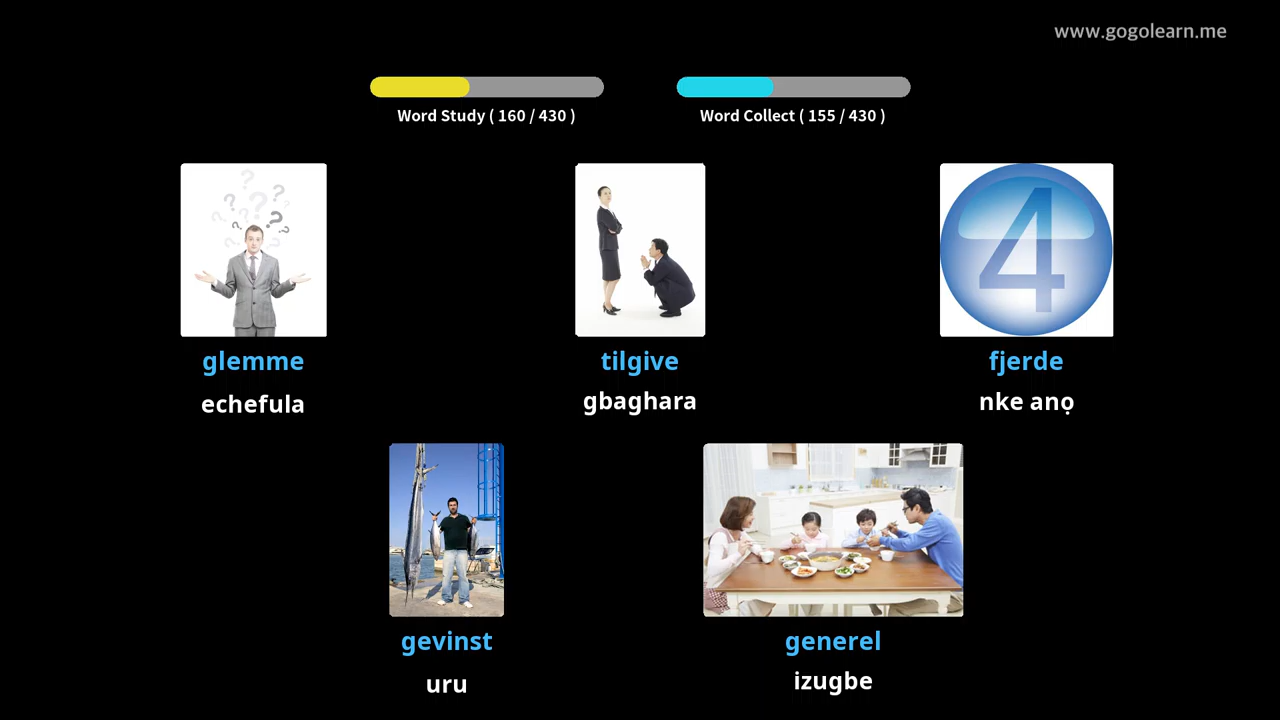 www.gogolearn.me
Word Study ( 160 / 430 )
Word Collect ( 155 / 430 )
4
glemme
tilgive
fjerde
echefula
gbaghara
nke anọ
gevinst
generel
uru
izugbe